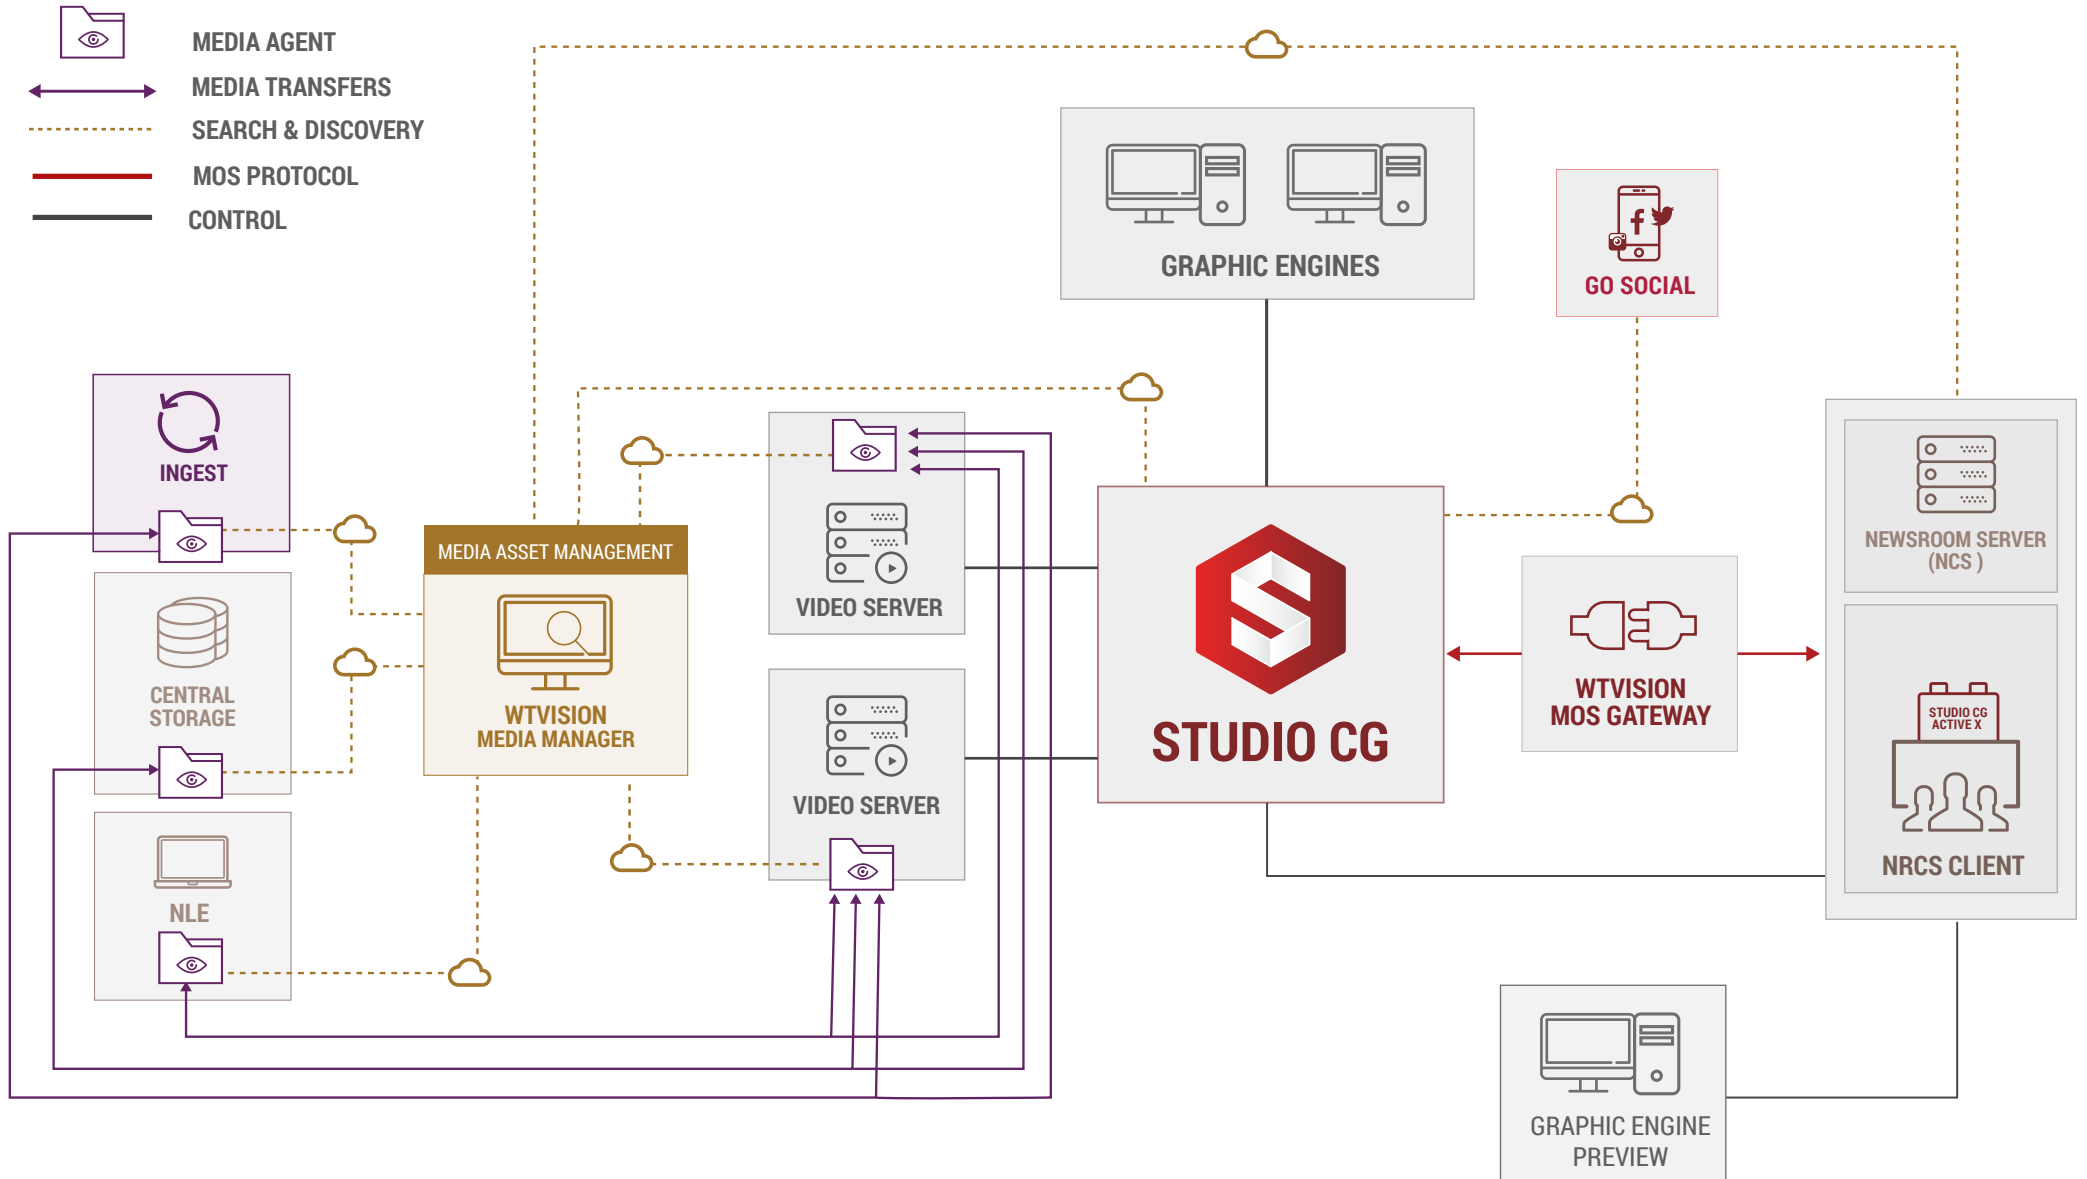 MEDIA AGENT
MEDIA TRANSFERS
SEARCH & DISCOVERY
MOS PROTOCOL
CONTROL
GRAPHIC ENGINES
GO SOCIAL
INGEST
CENTRAL
STORAGE
NLE
MEDIA ASSET MANAGEMENT
WTVISION
MEDIA MANAGER
VIDEO SERVER
VIDEO SERVER
STUDIO CG
WTVISION
MOS GATEWAY
NEWSROOM SERVER
(NCS )
STUDIO CG
ACTIVE X
NRCS CLIENT
GRAPHIC ENGINE
PREVIEW